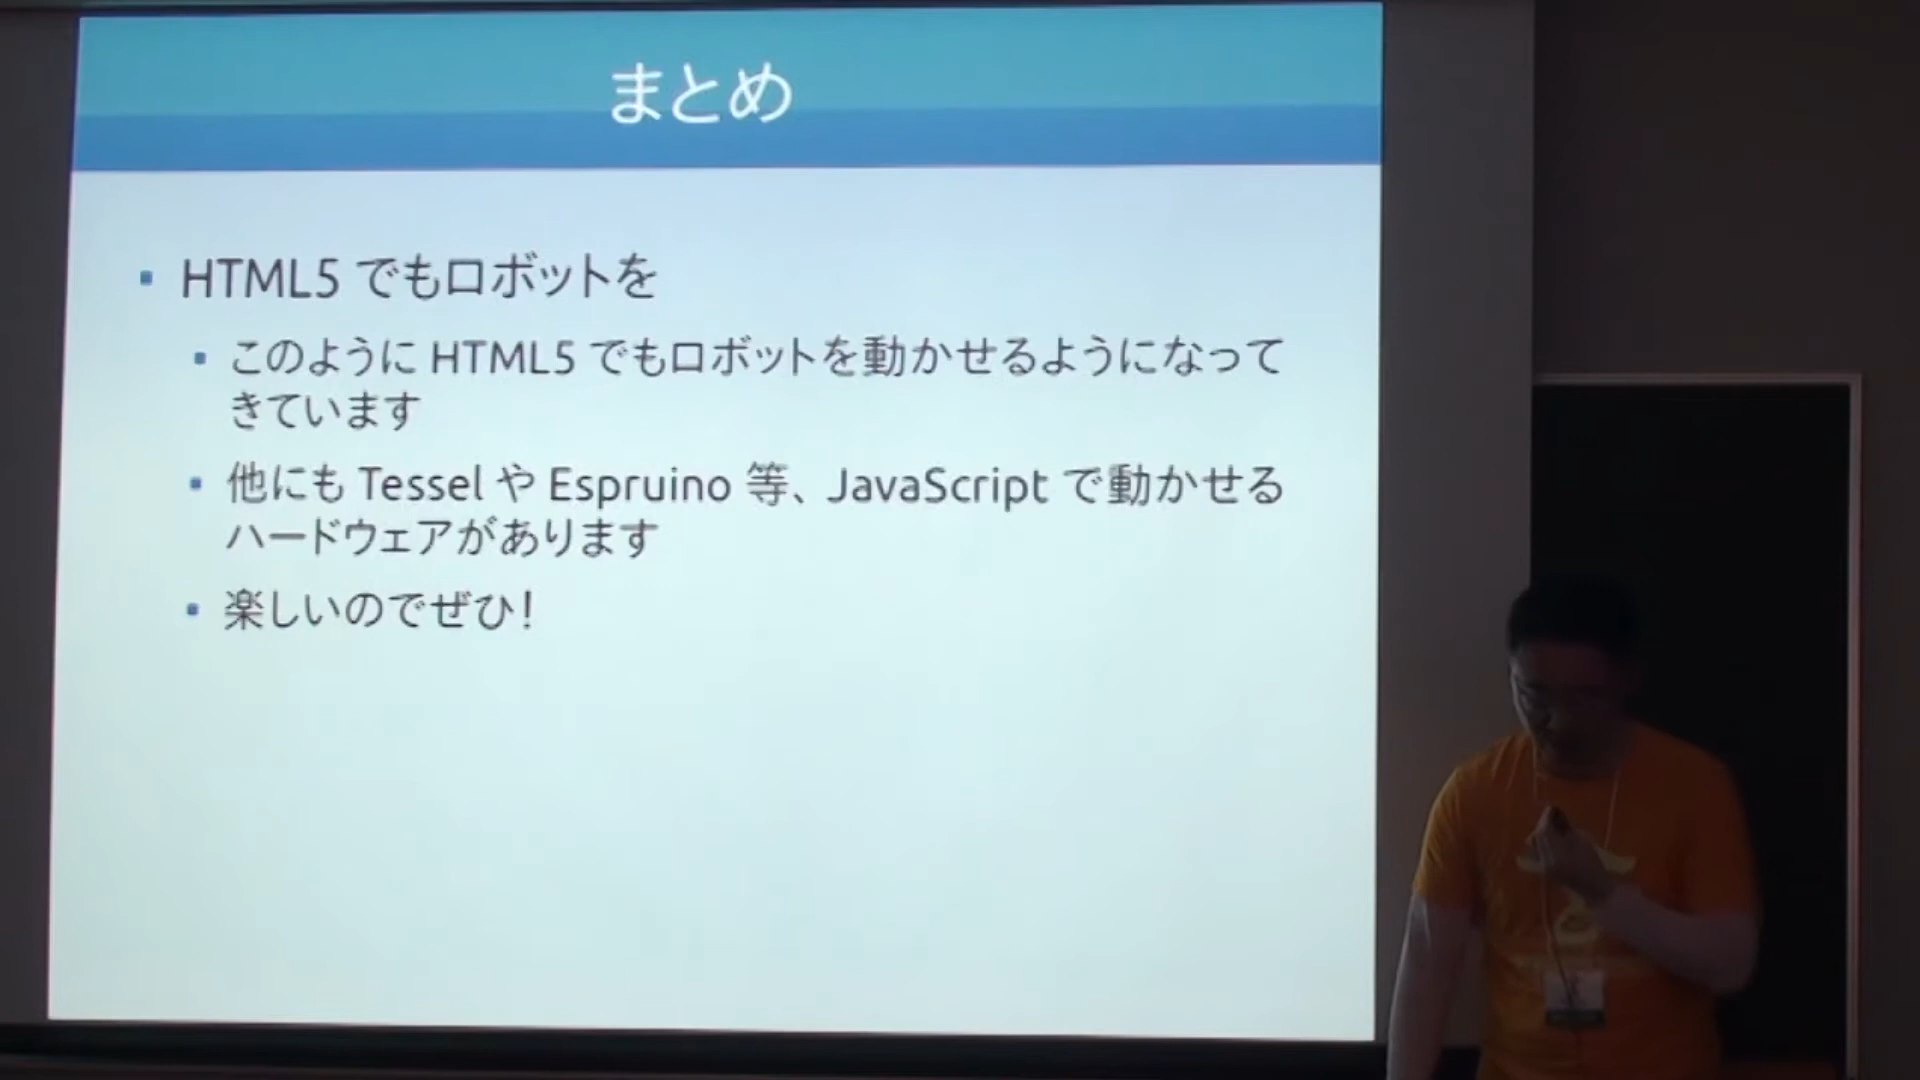 まとめ
HTML5 でもロボットを
このように HTML5 でもロボットを動かせるようになって
きています
他にも Tessel や Espruino 等、JavaScript で動かせる
ハードウェアがあります
楽しいのでぜひ!